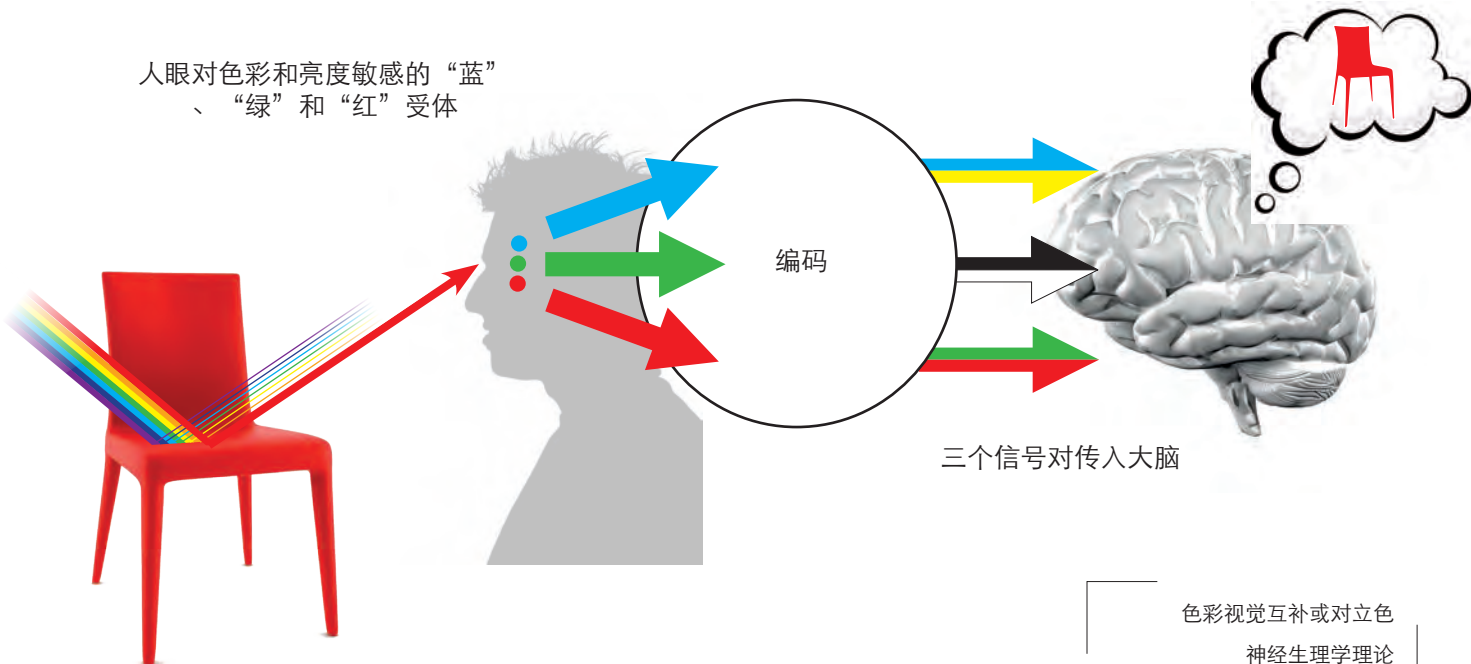 人眼对色彩和亮度敏感的“蓝”
、“绿”和“红”受体
编码
三个信号对传入大脑
色彩视觉互补或对立色
神经生理学理论